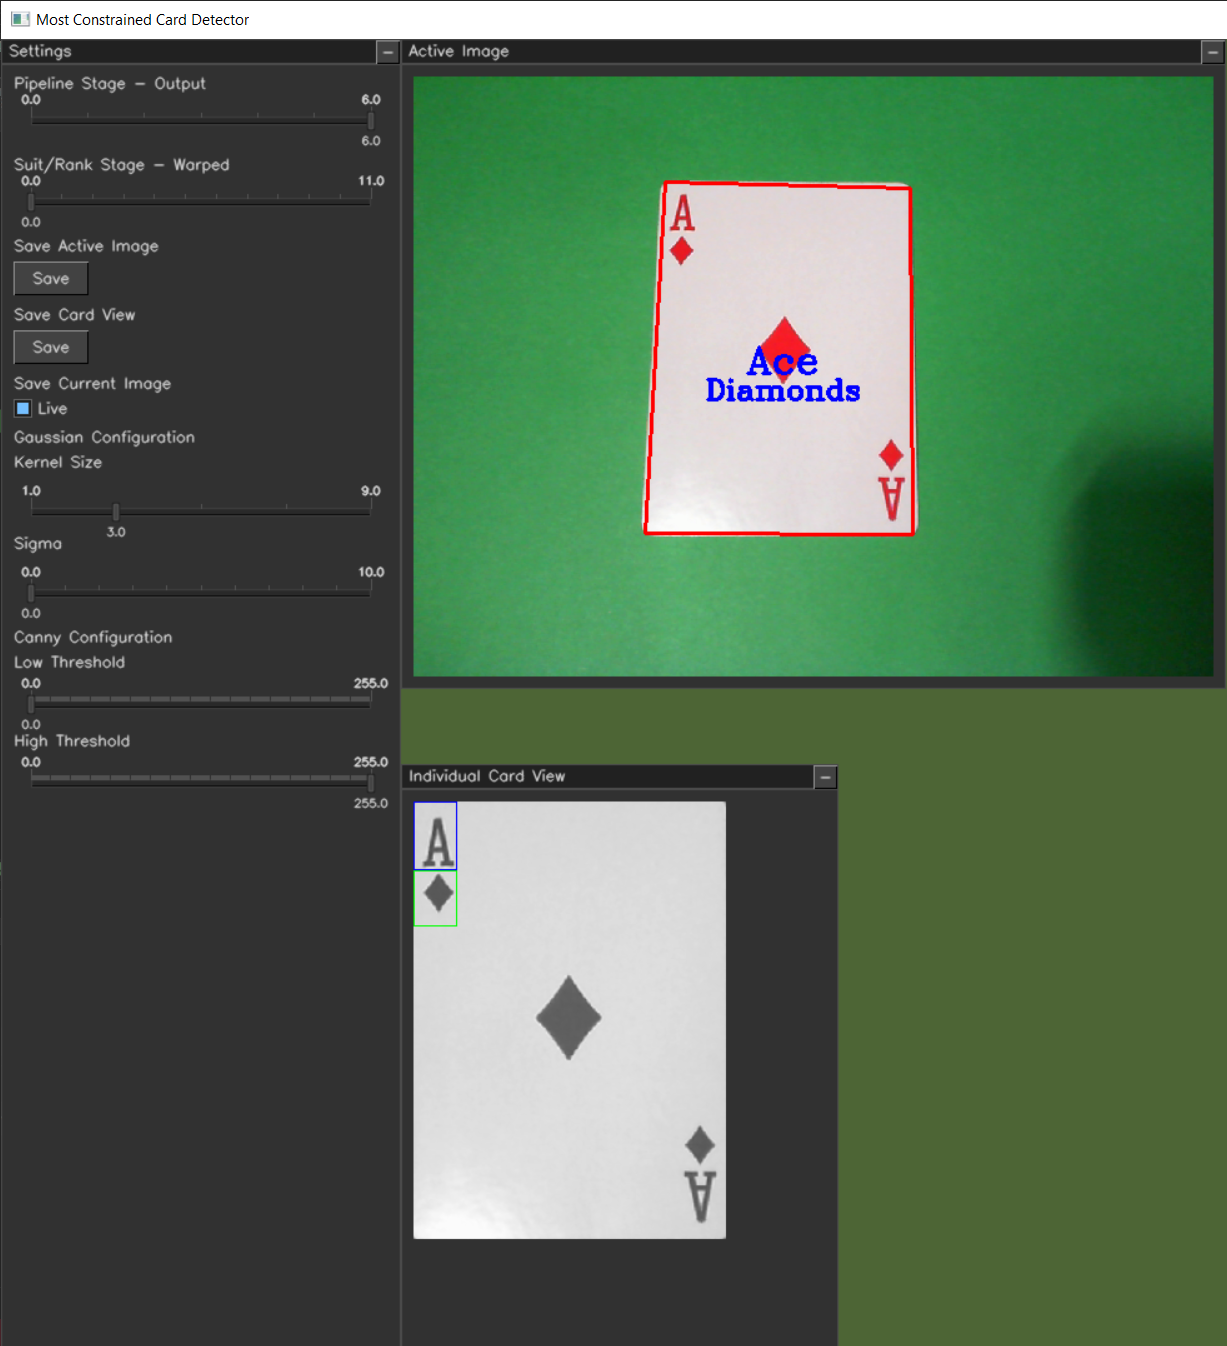 Most Constrained Card Detector
Settings
Pipeline Stage - Output
0.0 6.0
6.0
Suit/Rank Stage - Warped
0.0 11.0
0.0
Save Active Image
Save
Save Card View
Save
Save Current Image
Live
Gaussian Configuration
Kernel Size
1.0 9.0
3.0
Sigma
0.0 10.0
0.0
Canny Configuration
Low Threshold
0.0 255.0
0.0
High Threshold
0.0 255.0
255.0
Active Image
A
Ace
Diamonds
A
Individual Card View
A
A